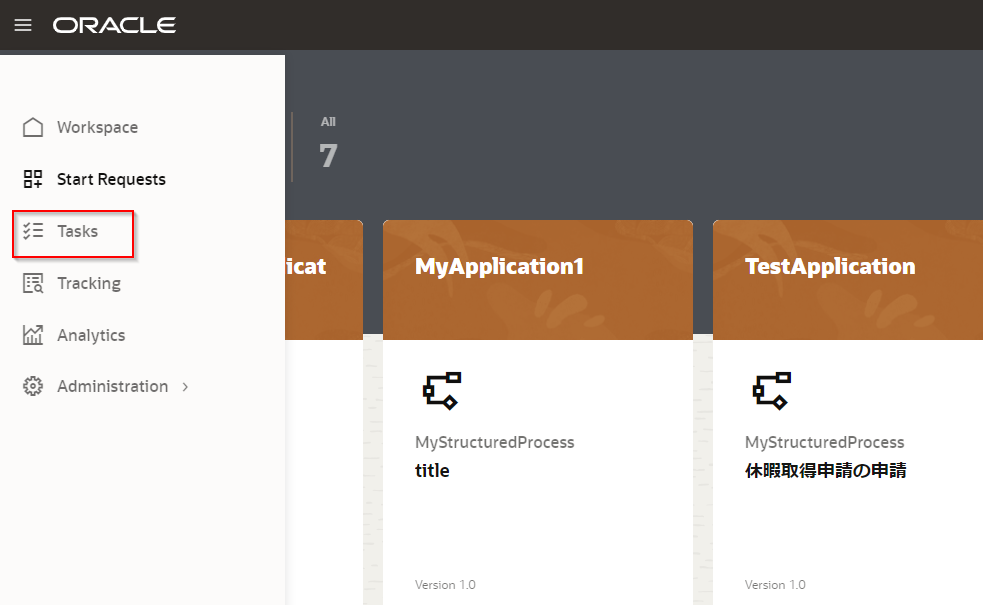 ORACLE
Workspace
Start Requests
Tasks
Tracking
Analytics
Administration
All
7
icat
MyApplication1
MyStructuredProcess
title
Version 1.0
TestApplication
MyStructuredProcess
休暇取得申請の申請
Version 1.0